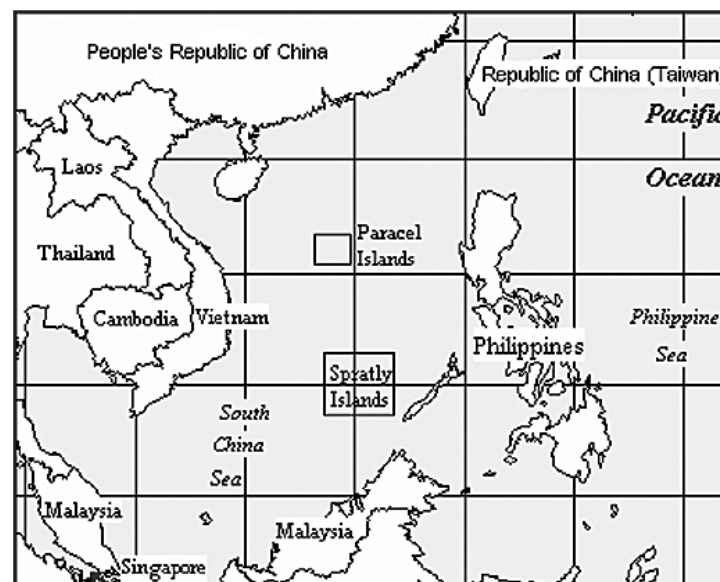 People's Republic of China
Republic of China (Taiwan)
Pacific
Ocean
Laos
Paracel
Islands
Thailand
Cambodia
Vietnam
Philippine
Sea
Philippines
Spratly
Islands
South
China
Sea
Malaysia
Malaysia
Singapore